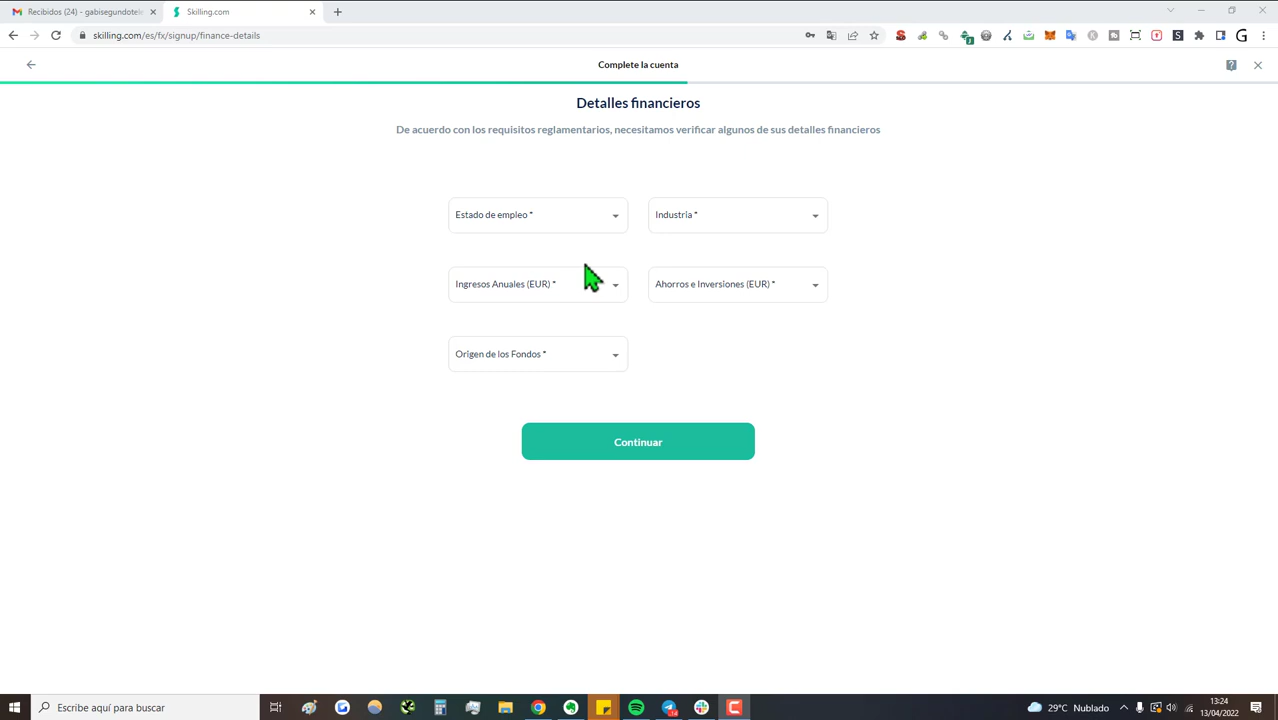 Recibidos (24) - gabisegundotele
Skilling.com
skilling.com/es/fx/signup/finance-details
Complete la cuenta
Detalles financieros
De acuerdo con los requisitos reglamentarios, necesitamos verificar algunos de sus detalles financieros
Estado de empleo *
Industria *
Ingresos Anuales (EUR) *
Ahorros e Inversiones (EUR) *
Origen de los Fondos *
Continuar
Escribe aquí para buscar
29°C Nublado
13:24
13/04/2022